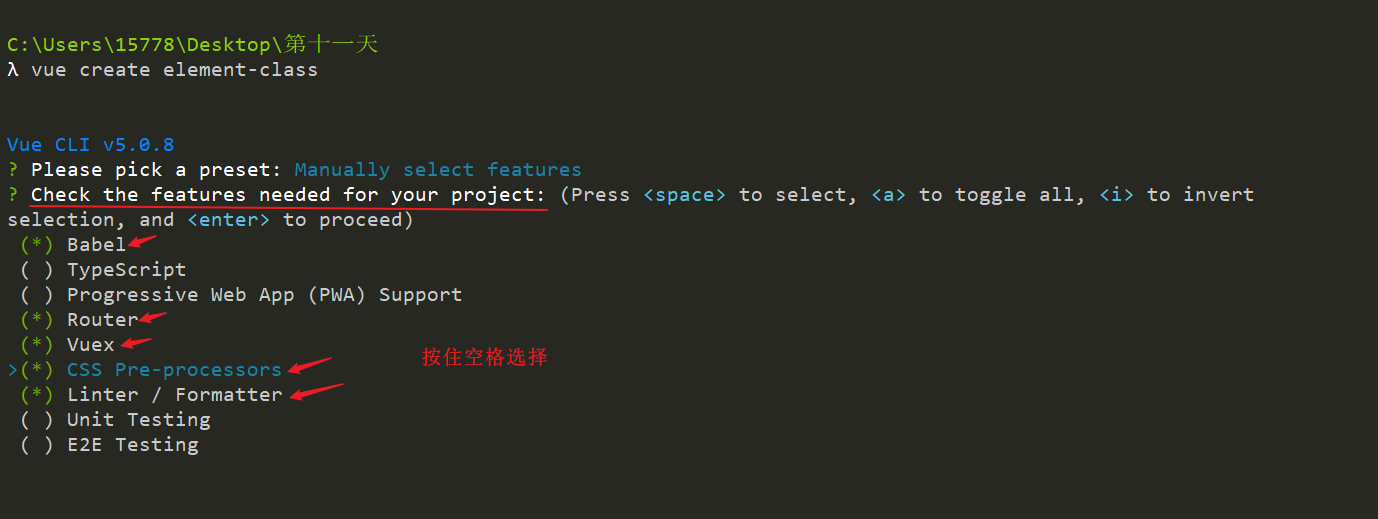 C:\Users\15778\Desktop\第十一天
λ vue create element-class
Vue CLI v5.0.8
? Please pick a preset: Manually select features
? Check the features needed for your project: (Press <space> to select, <a> to toggle all, <i> to invert
selection, and <enter> to proceed)
(*) Babel
( ) TypeScript
( ) Progressive Web App (PWA) Support
(*) Router
(*) Vuex
按住空格选择
>(*) CSS Pre-processors
(*) Linter / Formatter
( ) Unit Testing
( ) E2E Testing